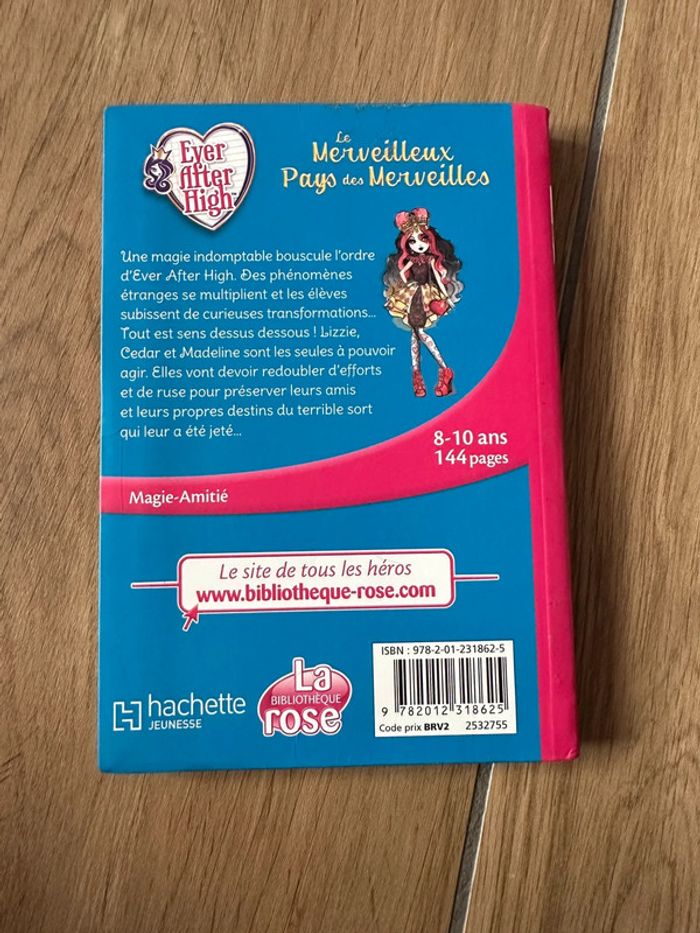 Ever
After
High™
Le
Merveilleux
Pays des Merveilles
Une magie indomptable bouscule l'ordre
d'Ever After High. Des phénomènes
étranges se multiplient et les élèves
subissent de curieuses transformations...
Tout est sens dessus dessous ! Lizzie,
Cedar et Madeline sont les seules à pouvoir
agir. Elles vont devoir redoubler d'efforts
et de ruse pour préserver leurs amis
et leurs propres destins du terrible sort
qui leur a été jeté...
8-10 ans
144 pages
Magie-Amitié
Le site de tous les héros
www.bibliotheque-rose.com
hachette
JEUNESSE
La
BIBLIOTHÈQUE
rose
ISBN : 978-2-01-231862-5
9 782012 318625
Code prix BRV2 2532755